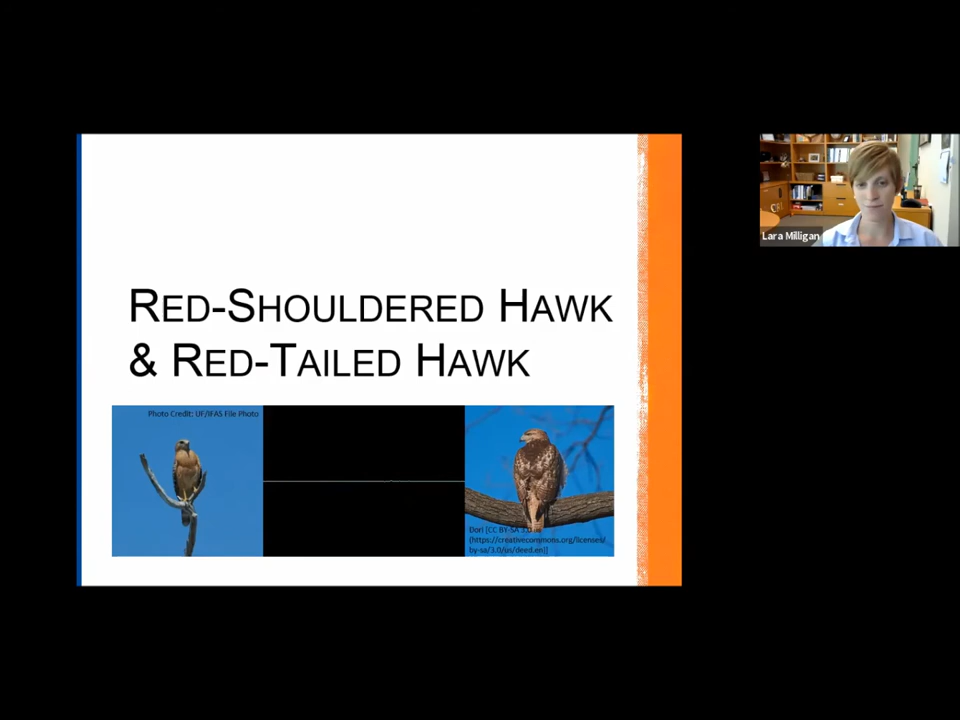 RED-SHOULDERED HAWK
& RED-TAILED HAWK
Photo Credit: UF/IFAS File Photo
Dori [CC BY-SA 3.0 us
(https://creativecommons.org/licenses/
by-sa/3.0/us/deed.en)]
Lara Milligan